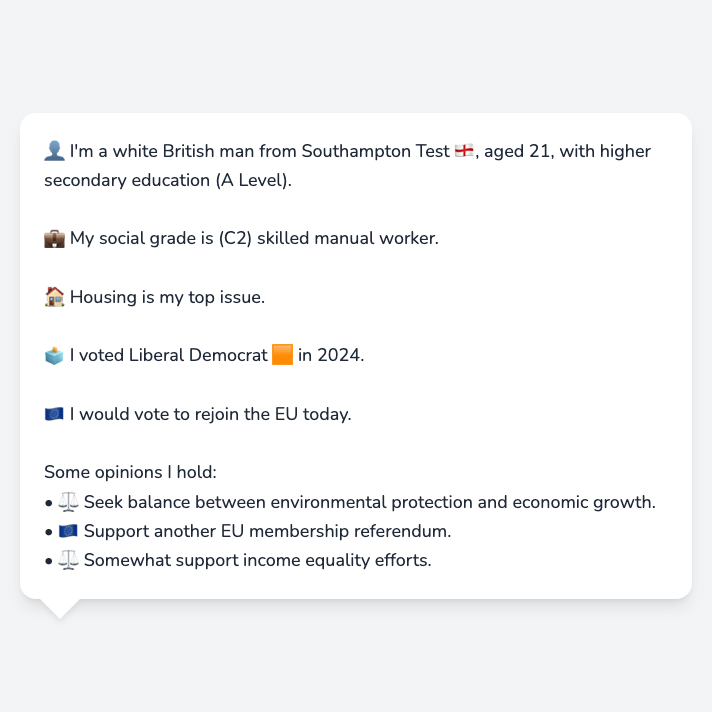 👤 I'm a white British man from Southampton Test 🏴󠁧󠁢󠁥󠁮󠁧󠁿, aged 21, with higher
secondary education (A Level).
💼 My social grade is (C2) skilled manual worker.
🏠 Housing is my top issue.
🗳️ I voted Liberal Democrat 🟧 in 2024.
🇪🇺 I would vote to rejoin the EU today.
Some opinions I hold:
• ⚖️ Seek balance between environmental protection and economic growth.
• 🇪🇺 Support another EU membership referendum.
• ⚖️ Somewhat support income equality efforts.